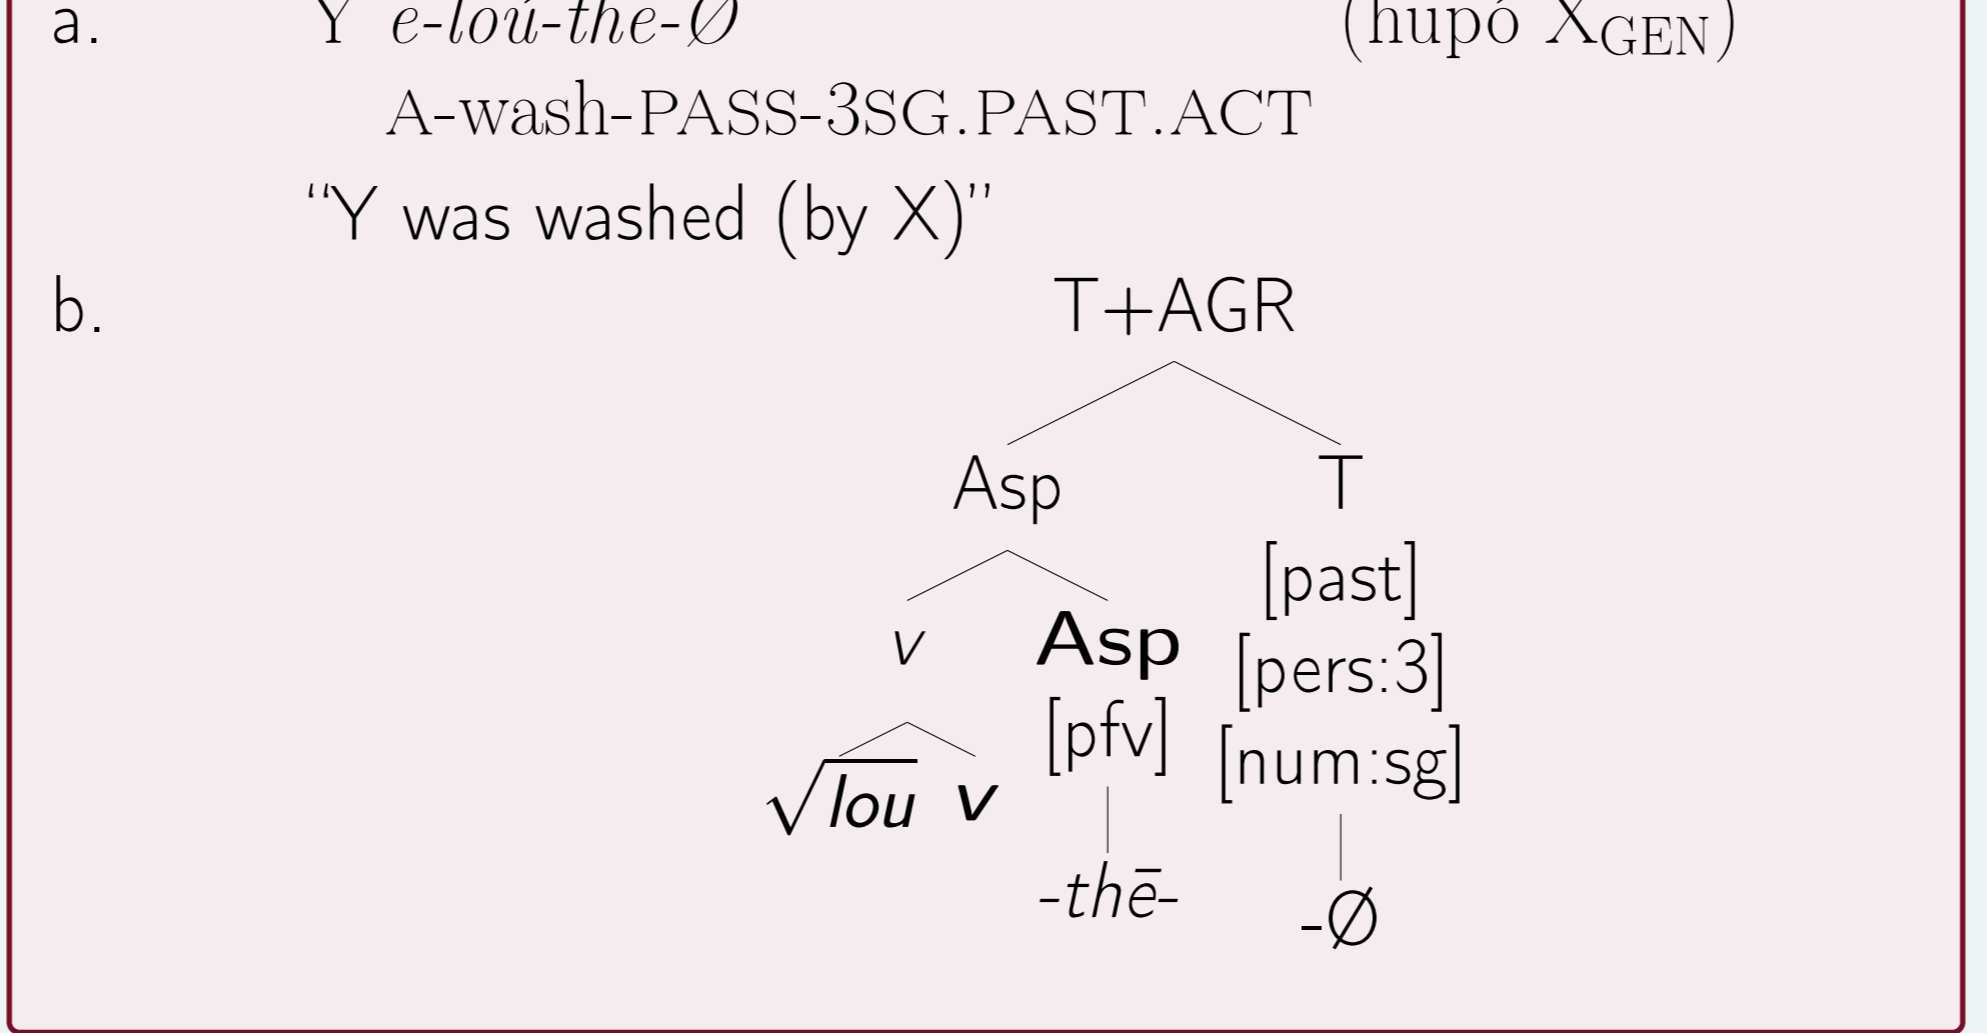 a. Y e-loú-the-Ø (hupó X_GEN)
A-wash-PASS-3SG.PAST.ACT
“Y was washed (by X)”
b. T+AGR
Asp T
[past]
v Asp [pers:3]
[pfv] [num:sg]
√lou v
-thē- -Ø